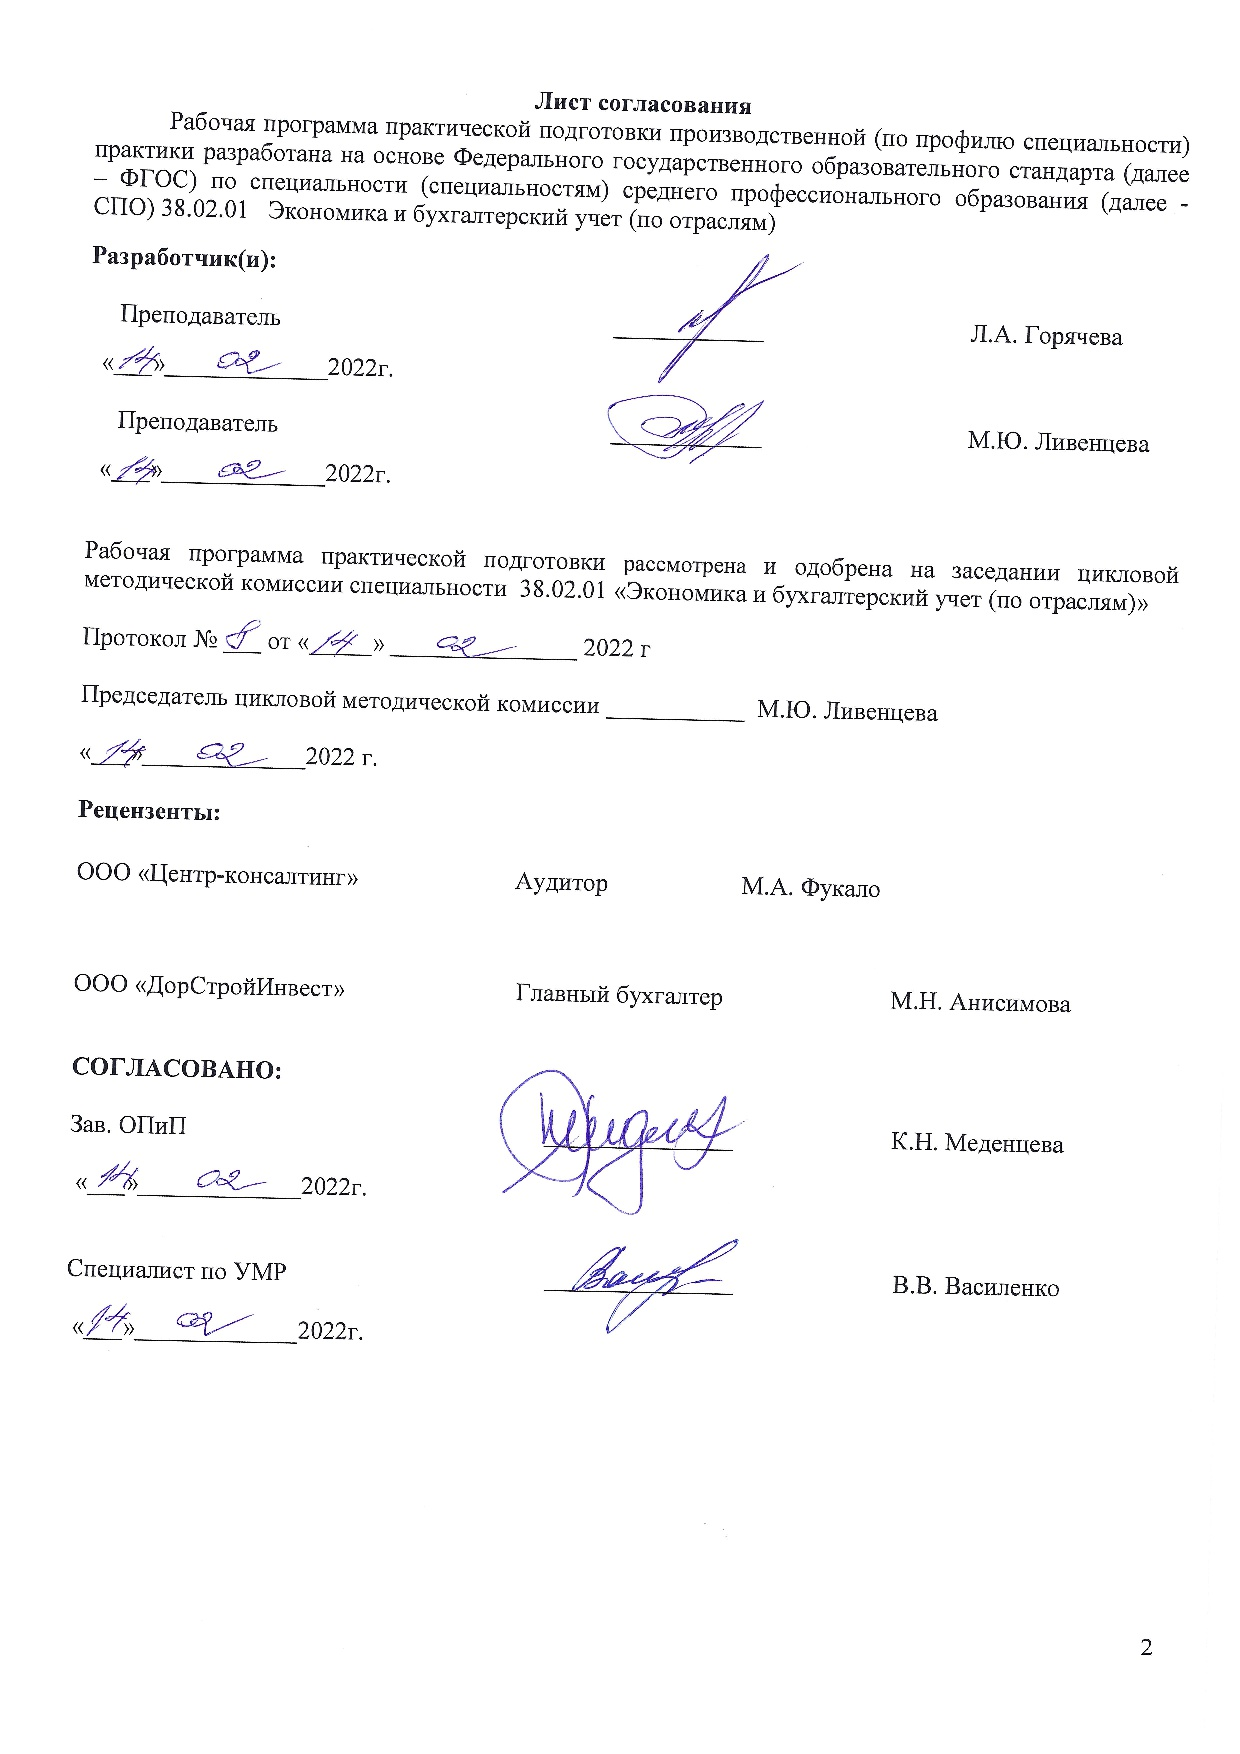 Лист согласования
Рабочая программа практической подготовки производственной (по профилю специальности)
практики разработана на основе Федерального государственного образовательного стандарта (далее
– ФГОС) по специальности (специальностям) среднего профессионального образования (далее -
СПО) 38.02.01 Экономика и бухгалтерский учет (по отраслям)
Разработчик(и):
Преподаватель Л.А. Горячева
«14» 02 2022г.
Преподаватель М.Ю. Ливенцева
«14» 02 2022г.
Рабочая программа практической подготовки рассмотрена и одобрена на заседании цикловой
методической комиссии специальности 38.02.01 «Экономика и бухгалтерский учет (по отраслям)»
Протокол № от «14» 02 2022 г
Председатель цикловой методической комиссии ___________ М.Ю. Ливенцева
«14» 02 2022 г.
Рецензенты:
ООО «Центр-консалтинг» Аудитор М.А. Фукало
ООО «ДорСтройИнвест» Главный бухгалтер М.Н. Анисимова
СОГЛАСОВАНО:
Зав. ОПиП К.Н. Меденцева
«14» 02 2022г.
Специалист по УМР В.В. Василенко
«14» 02 2022г.
2